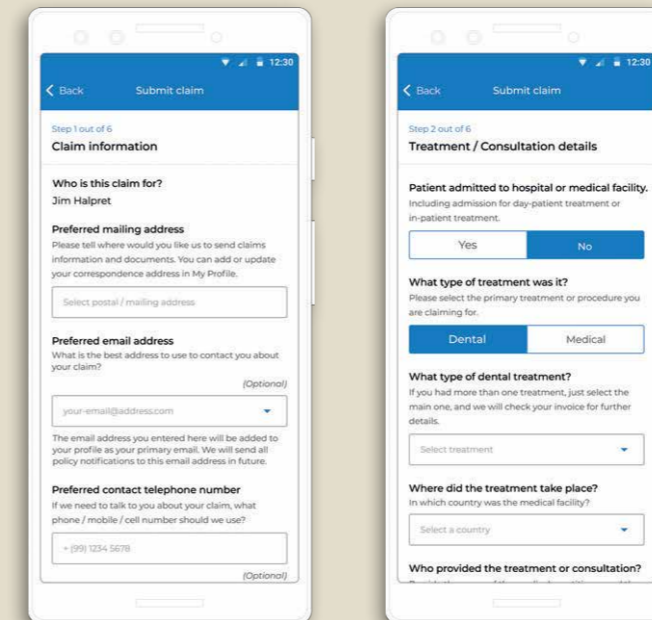 12:30
Back
Submit claim
Step 1 out of 6
Claim information
Who is this claim for?
Jim Halpret
Preferred mailing address
Please tell where would you like us to send claims
information and documents. You can add or update
your correspondence address in My Profile.
Select postal / mailing address
Preferred email address
What is the best address to use to contact you about
your claim?
(Optional)
your-email@address.com
The email address you entered here will be added to
your profile as your primary email. We will send all
policy notifications to this email address in future.
Preferred contact telephone number
If we need to talk to you about your claim, what
phone / mobile / cell number should we use?
+ (99) 1234 5678
(Optional)
12:30
Back
Submit claim
Step 2 out of 6
Treatment / Consultation details
Patient admitted to hospital or medical facility.
Including admission for day-patient treatment or
in-patient treatment.
Yes
No
What type of treatment was it?
Please select the primary treatment or procedure you
are claiming for.
Dental
Medical
What type of dental treatment?
If you had more than one treatment, just select the
main one, and we will check your invoice for further
details.
Select treatment
Where did the treatment take place?
In which country was the medical facility?
Select a country
Who provided the treatment or consultation?